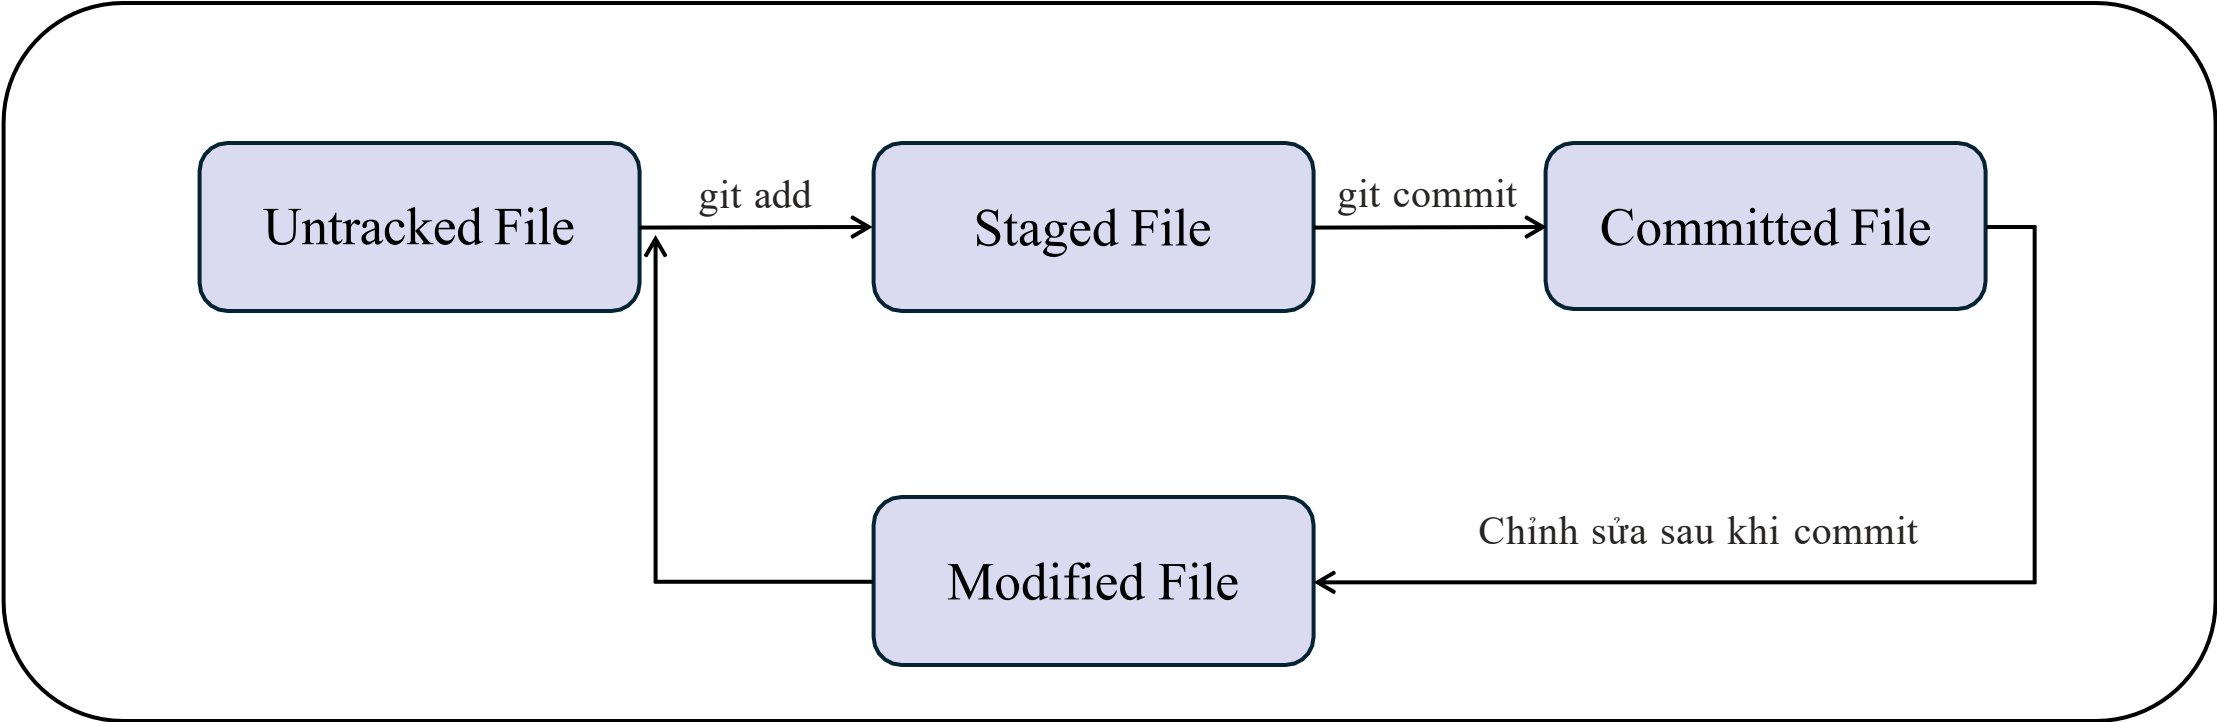 Untracked File
git add
Staged File
git commit
Committed File
Modified File
Chỉnh sửa sau khi commit